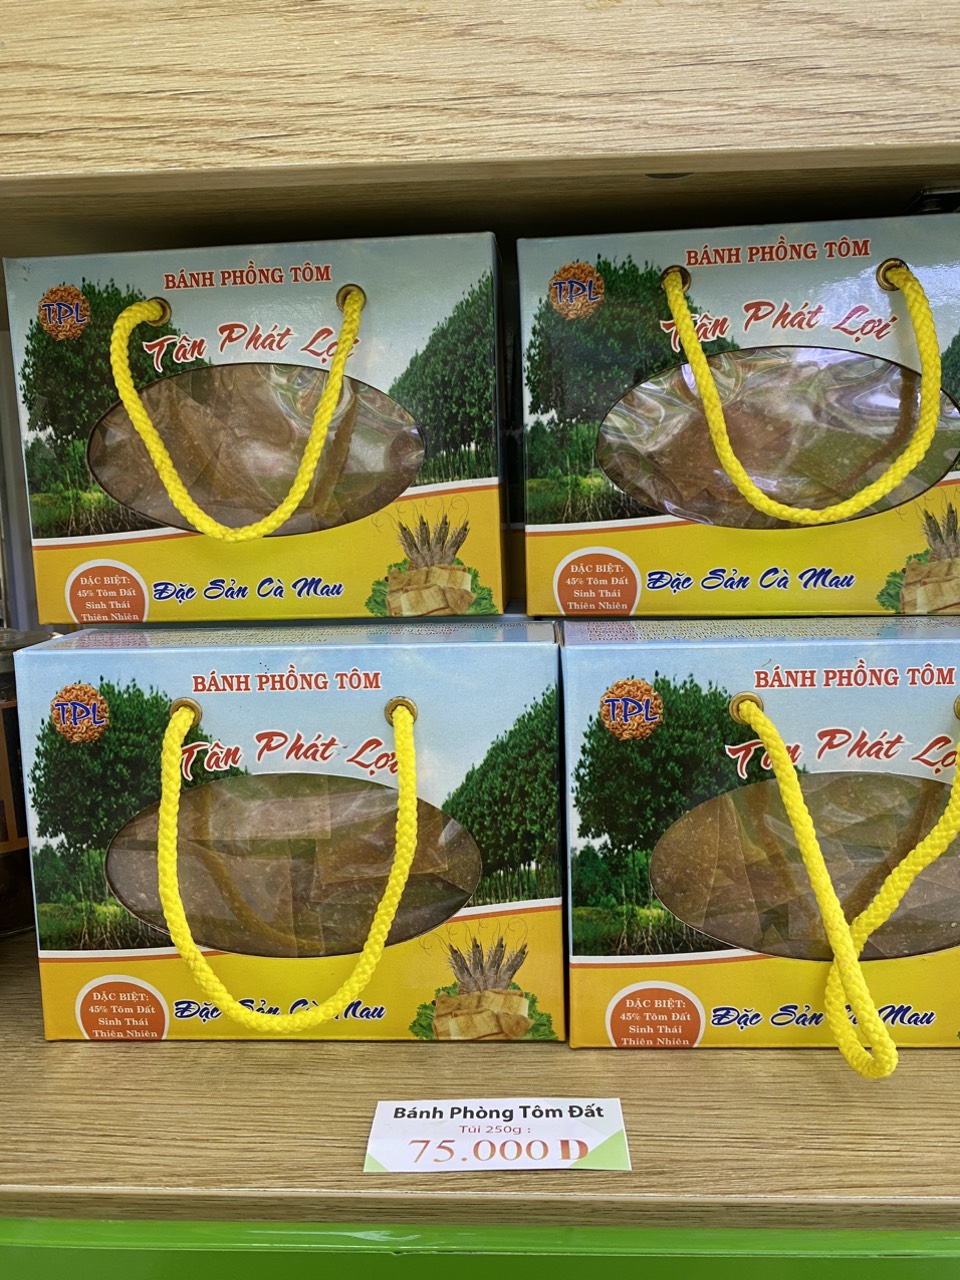 BÁNH PHỒNG TÔM
TPL
Tân Phát Lợi
ĐẶC BIỆT:
45% Tôm Đất
Sinh Thái
Thiên Nhiên
Đặc Sản Cà Mau
BÁNH PHỒNG TÔM
TPL
Tân Phát Lợi
ĐẶC BIỆT:
45% Tôm Đất
Sinh Thái
Thiên Nhiên
Đặc Sản Cà Mau
BÁNH PHỒNG TÔM
TPL
Tân Phát Lợi
ĐẶC BIỆT:
45% Tôm Đất
Sinh Thái
Thiên Nhiên
Đặc Sản Cà Mau
BÁNH PHỒNG TÔM
TPL
Tân Phát
ĐẶC BIỆT:
45% Tôm Đất
Sinh Thái
Thiên Nhiên
Đặc Sản Cà Mau
Bánh Phòng Tôm Đất
Túi 250g :
75.000 Đ